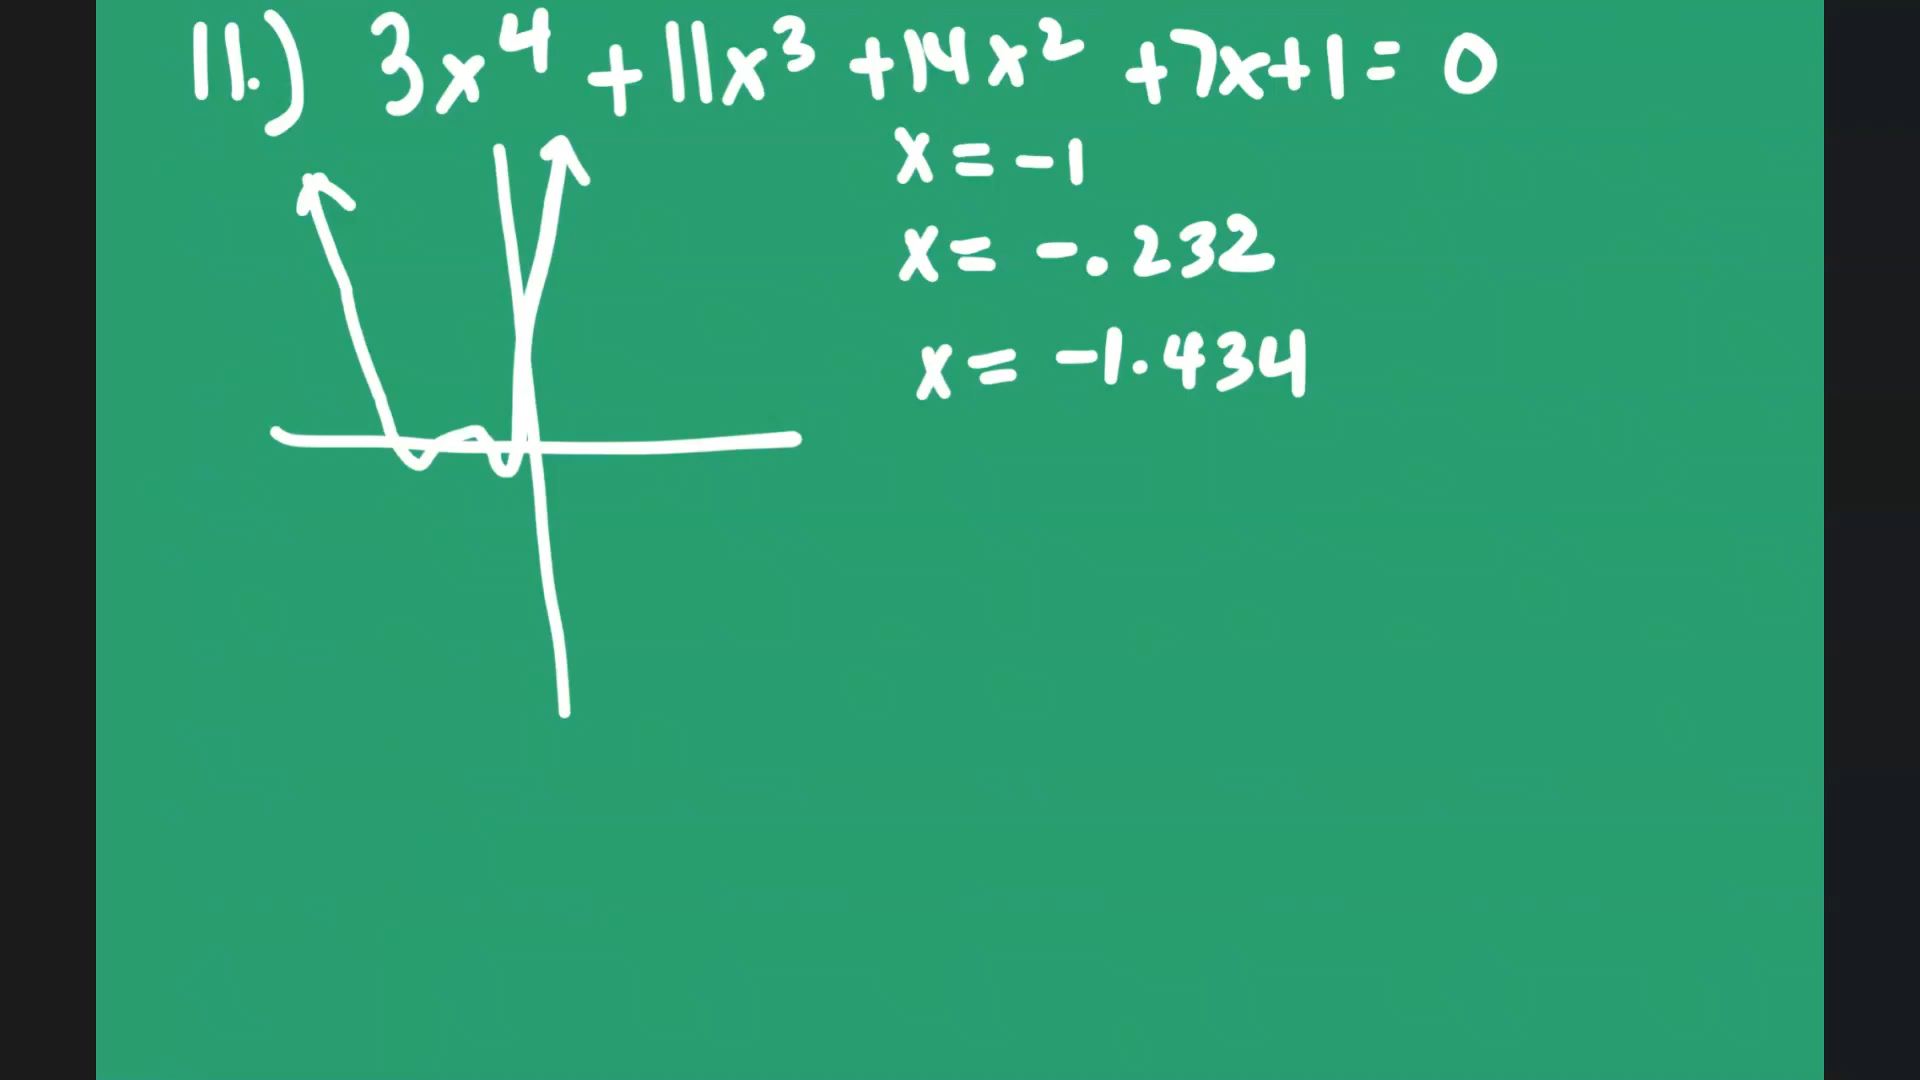 11.) 3x⁴ + 11x³ + 14x² + 7x + 1 = 0
x = -1
x = -.232
x = -1.434